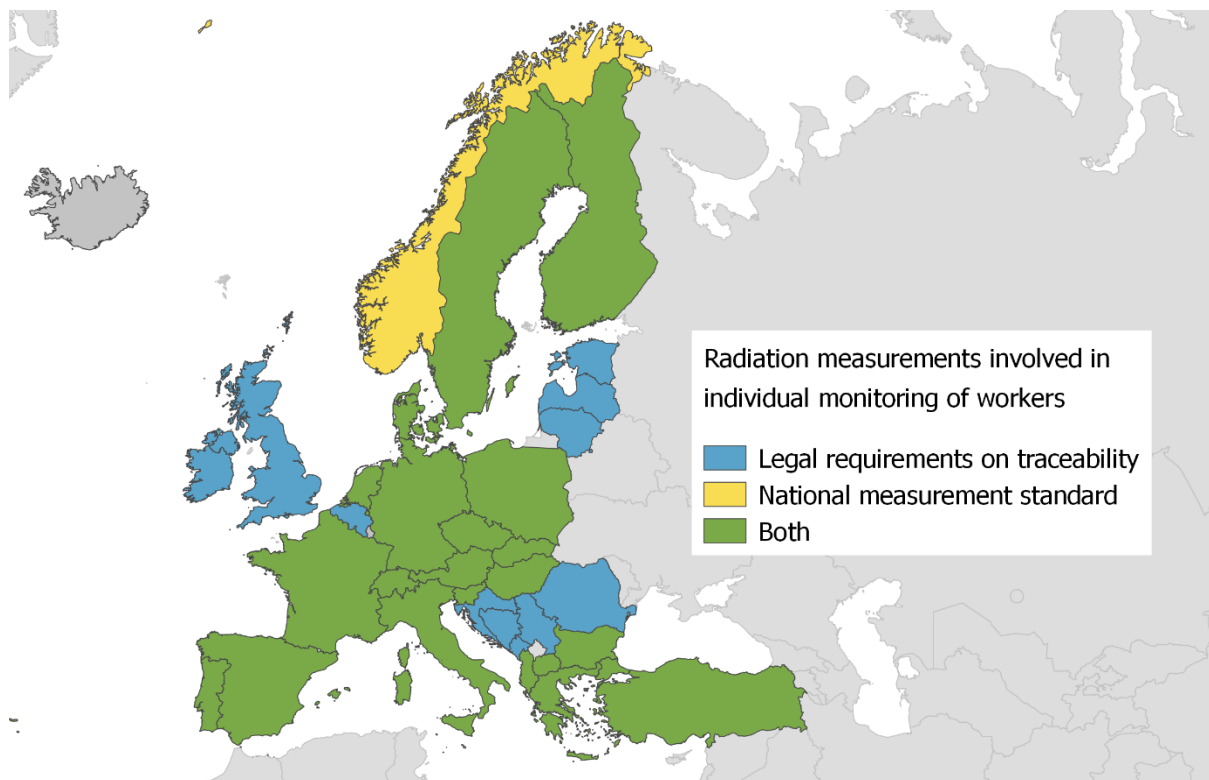 Radiation measurements involved in
individual monitoring of workers
Legal requirements on traceability
National measurement standard
Both